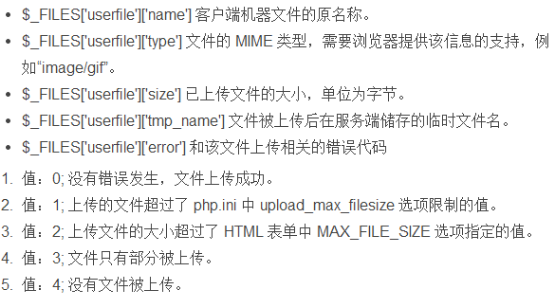 • $_FILES['userfile']['name'] 客户端机器文件的原名称。
• $_FILES['userfile']['type'] 文件的 MIME 类型，需要浏览器提供该信息的支持，例
如“image/gif”。
• $_FILES['userfile']['size'] 已上传文件的大小，单位为字节。
• $_FILES['userfile']['tmp_name'] 文件被上传后在服务端储存的临时文件名。
• $_FILES['userfile']['error'] 和该文件上传相关的错误代码
1. 值：0; 没有错误发生，文件上传成功。
2. 值：1; 上传的文件超过了 php.ini 中 upload_max_filesize 选项限制的值。
3. 值：2; 上传文件的大小超过了 HTML 表单中 MAX_FILE_SIZE 选项指定的值。
4. 值：3; 文件只有部分被上传。
5. 值：4; 没有文件被上传。